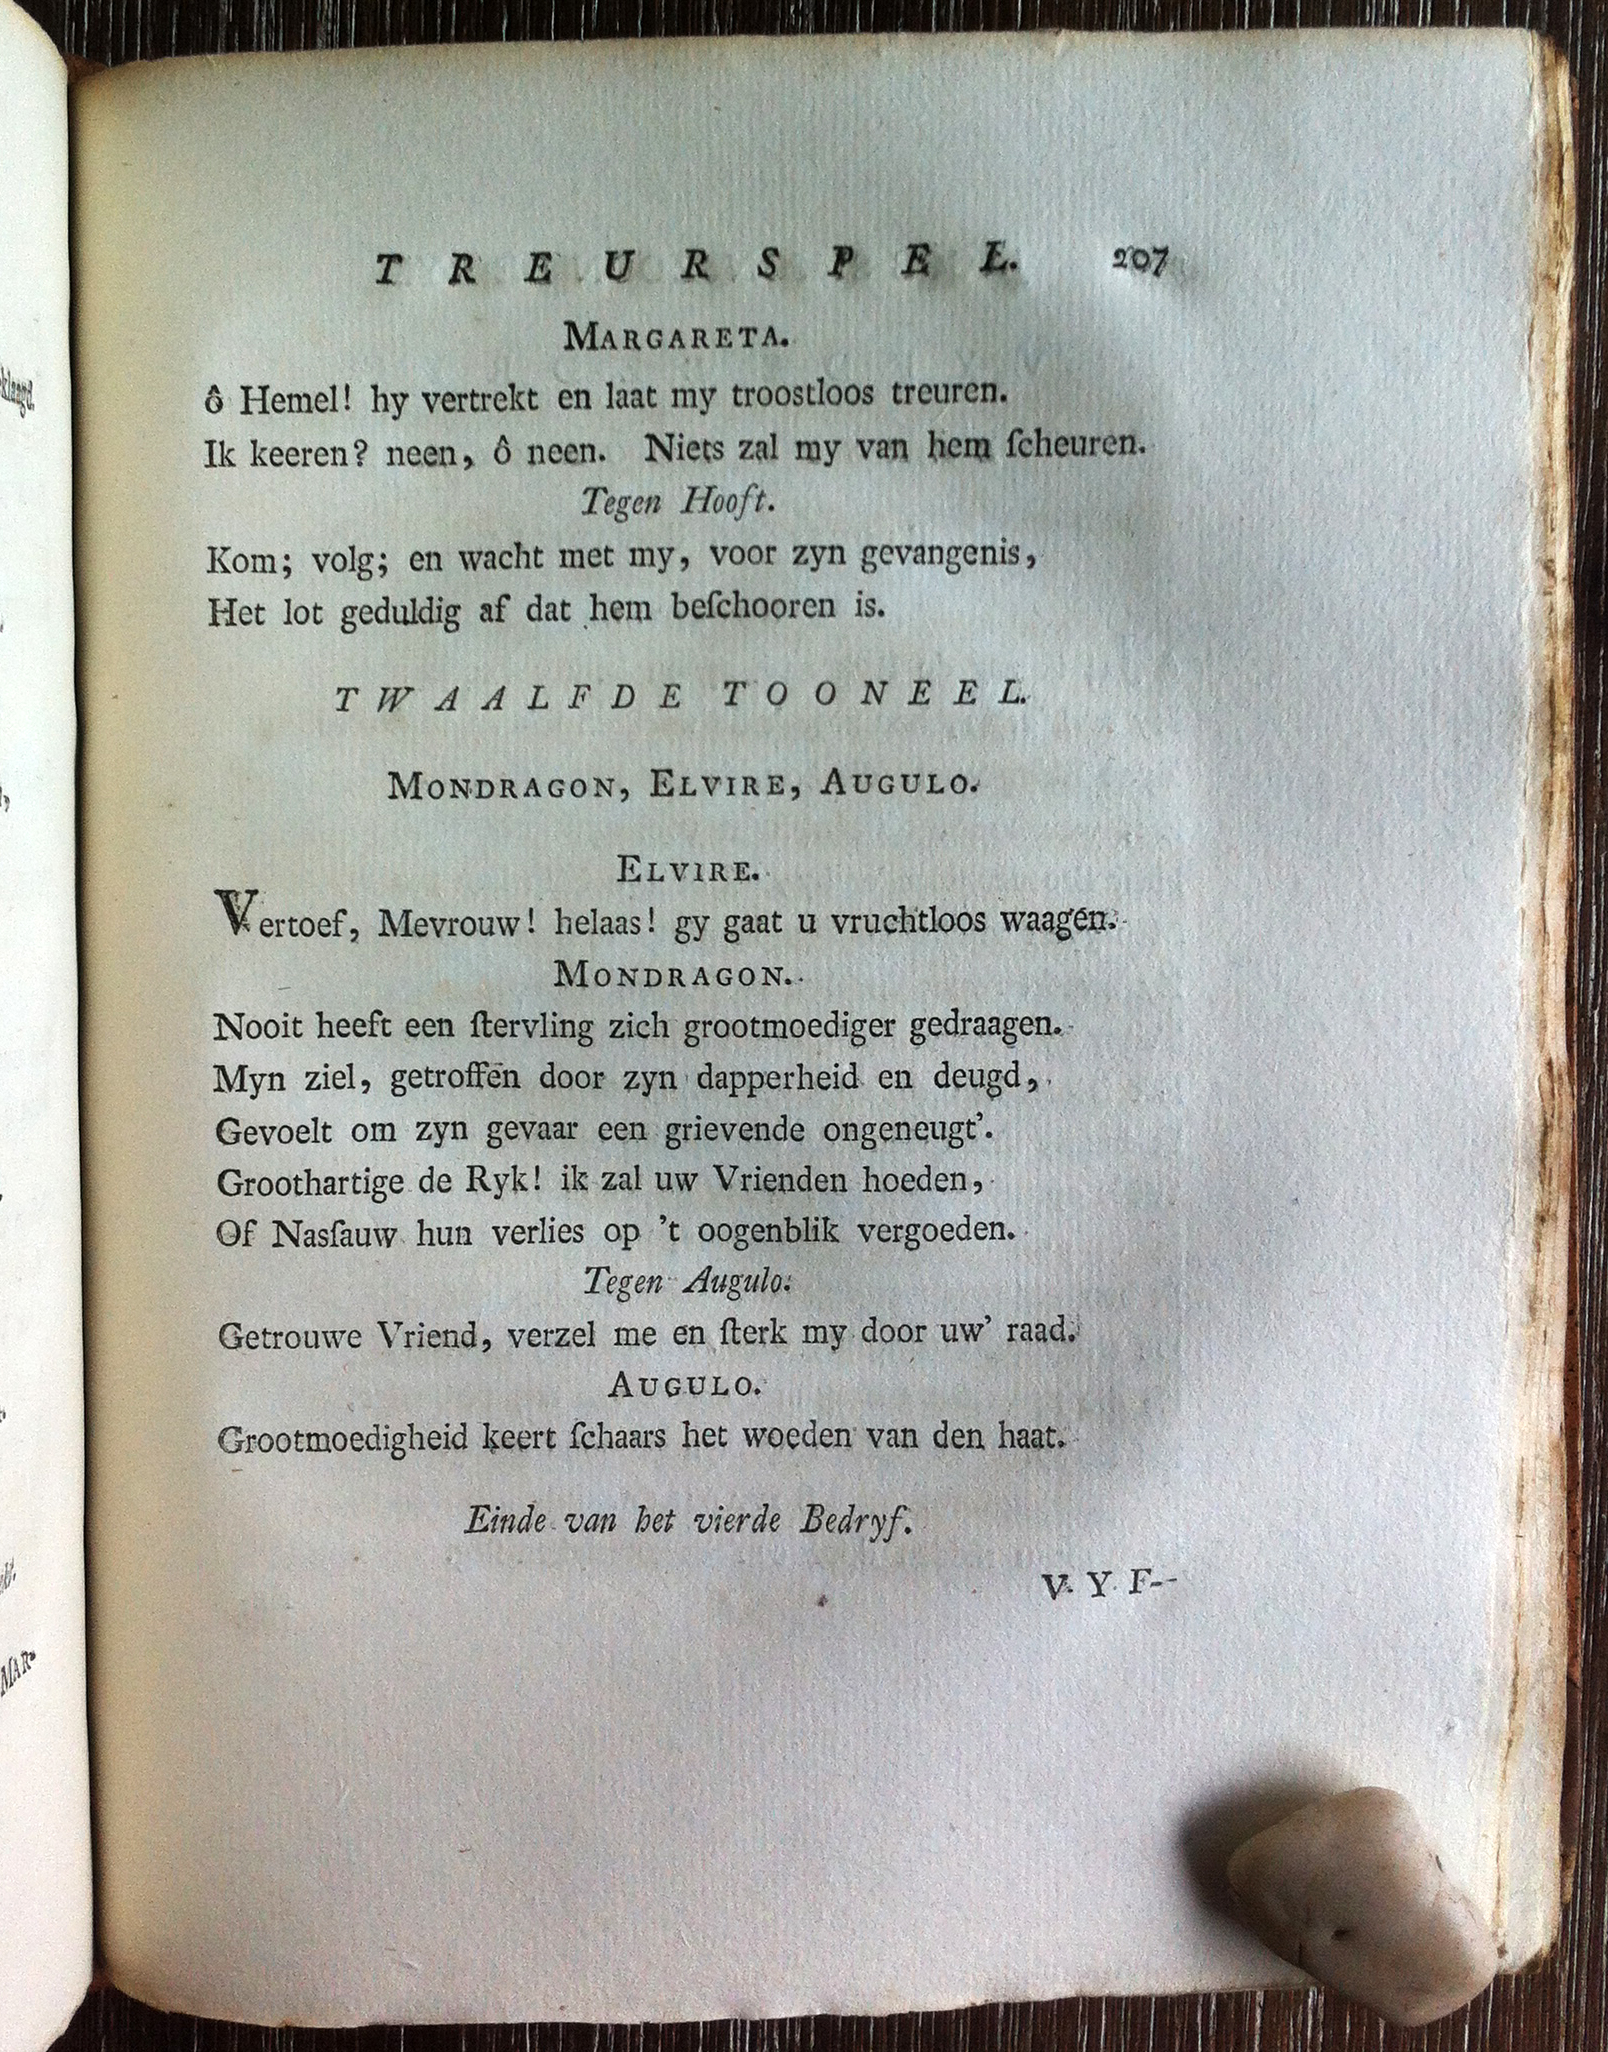 klaagd.
MAR-
TREURSPEL. 207
MARGARETA.
ô Hemel! hy vertrekt en laat my troostloos treuren.
Ik keeren? neen, ô neen. Niets zal my van hem ſcheuren.
Tegen Hooft.
Kom; volg; en wacht met my, voor zyn gevangenis,
Het lot geduldig af dat hem beſchooren is.
TWAALFDE TOONEEL.
MONDRAGON, ELVIRE, AUGULO.
ELVIRE.
Vertoef, Mevrouw! helaas! gy gaat u vruchtloos waagen.
MONDRAGON.
Nooit heeft een ſtervling zich grootmoediger gedraagen.
Myn ziel, getroffen door zyn dapperheid en deugd,
Gevoelt om zyn gevaar een grievende ongeneugt'.
Groothartige de Ryk! ik zal uw Vrienden hoeden,
Of Nasſauw hun verlies op 't oogenblik vergoeden.
Tegen Augulo.
Getrouwe Vriend, verzel me en ſterk my door uw' raad.
AUGULO.
Grootmoedigheid keert ſchaars het woeden van den haat.
Einde van het vierde Bedryf.
VYF-